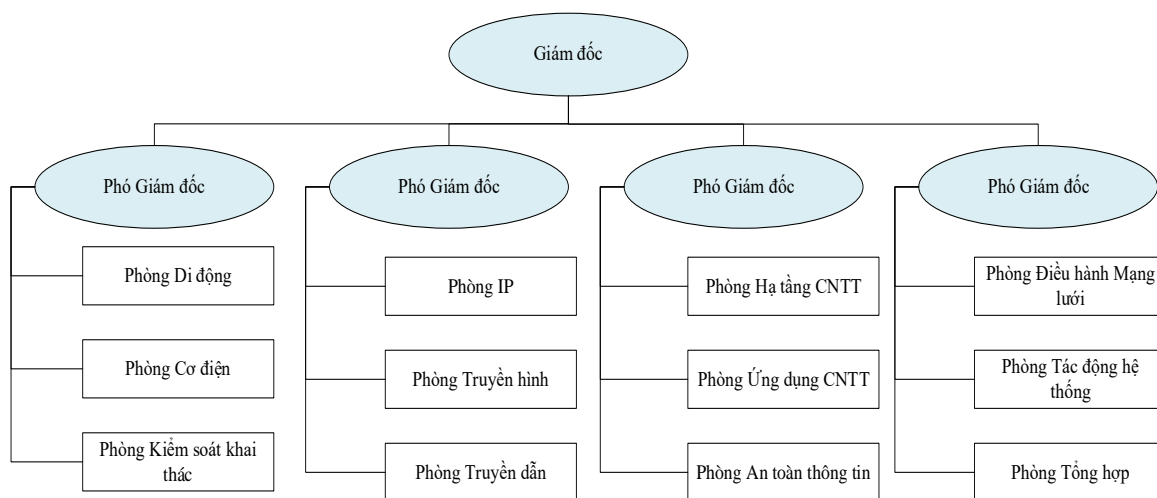 Giám đốc
Phó Giám đốc
Phó Giám đốc
Phó Giám đốc
Phó Giám đốc
Phòng Di động
Phòng IP
Phòng Hạ tầng CNTT
Phòng Điều hành Mạng
lưới
Phòng Cơ điện
Phòng Truyền hình
Phòng Ứng dụng CNTT
Phòng Tác động hệ
thống
Phòng Kiểm soát khai
thác
Phòng Truyền dẫn
Phòng An toàn thông tin
Phòng Tổng hợp